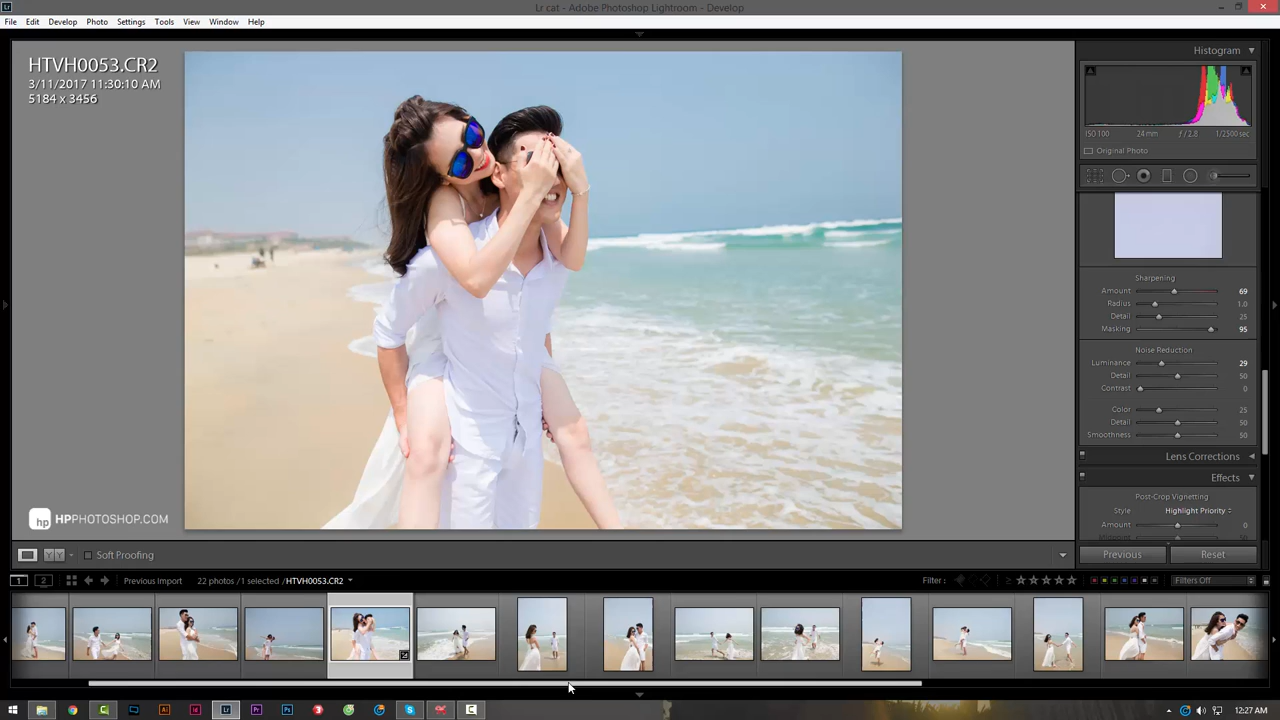 Lr cat - Adobe Photoshop Lightroom - Develop
File Edit Develop Photo Settings Tools View Window Help
HTVH0053.CR2
3/11/2017 11:30:10 AM
5184 x 3456
Histogram
ISO 100 24 mm ƒ / 2.8 1/2500 sec
Original Photo
Sharpening
Amount 69
Radius 1.0
Detail 25
Masking 95
Noise Reduction
Luminance 29
Detail 50
Contrast 0
Color 25
Detail 50
Smoothness 50
Lens Corrections
Effects
Post-Crop Vignetting
Style Highlight Priority
Amount 0
hp HPPHOTOSHOP.COM
Soft Proofing
Previous Reset
1 2 Previous Import 22 photos /1 selected /HTVH0053.CR2 Filter : Filters Off
12:27 AM